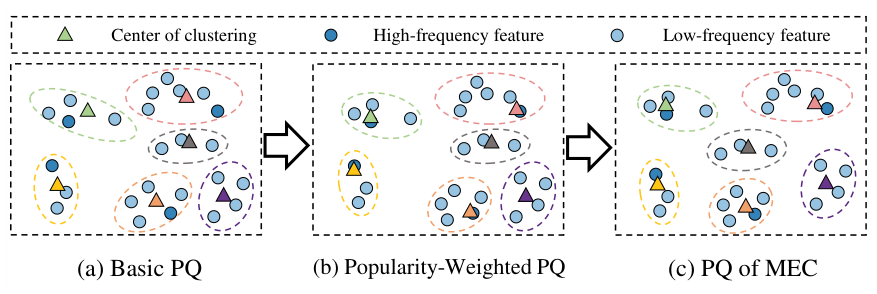 Center of clustering High-frequency feature Low-frequency feature
(a) Basic PQ (b) Popularity-Weighted PQ (c) PQ of MEC